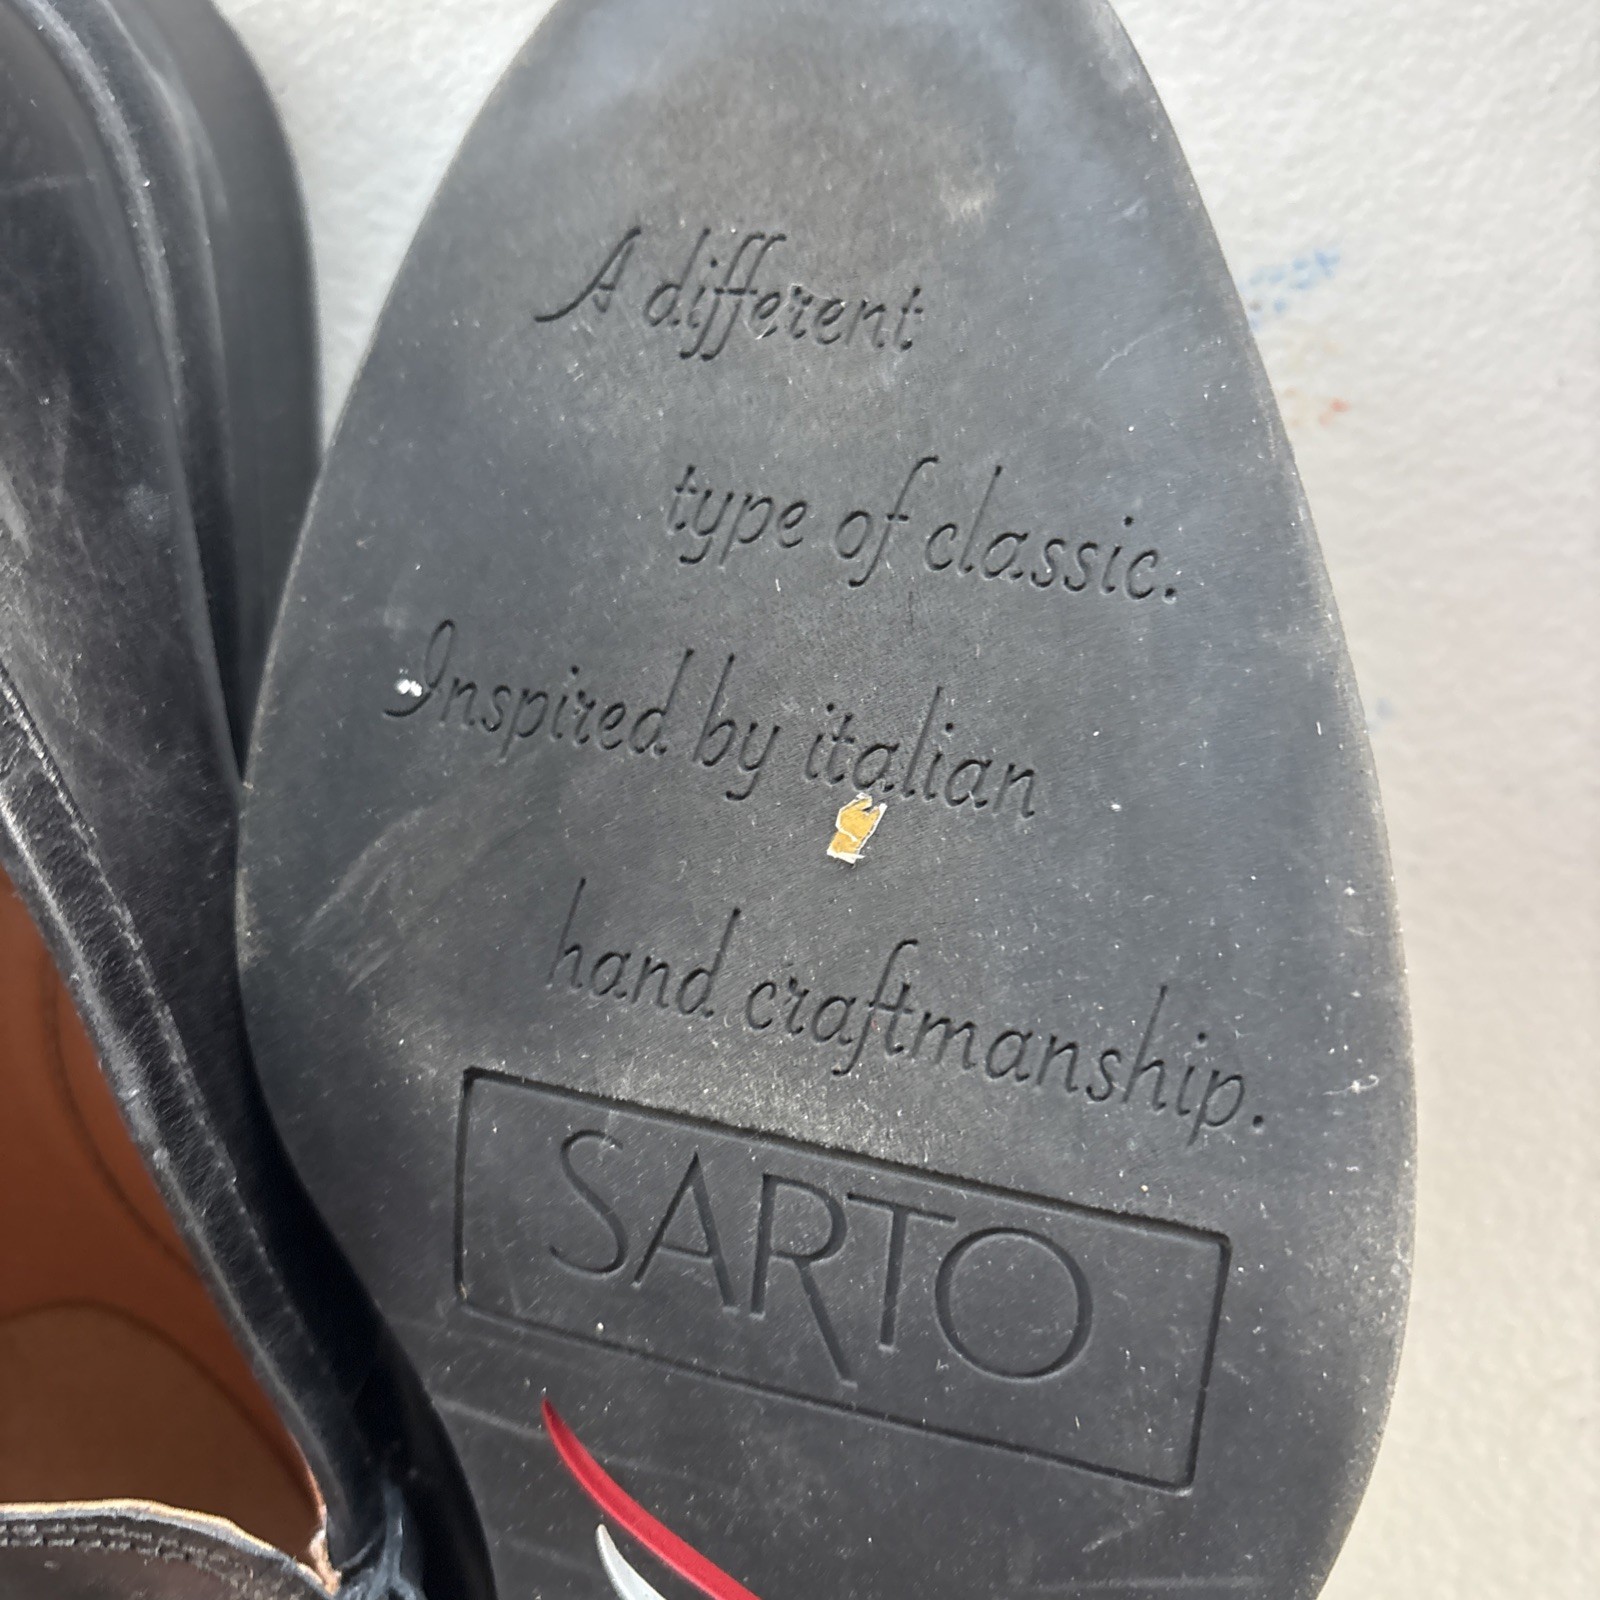 A different
type of classic.
Inspired by italian
hand craftmanship.
SARTO